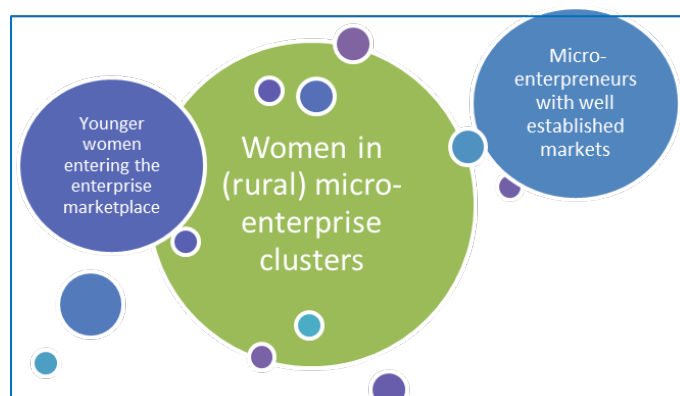 Younger
women
entering the
enterprise
marketplace
Women in
(rural) micro-
enterprise
clusters
Micro-
enterpreneurs
with well
established
markets